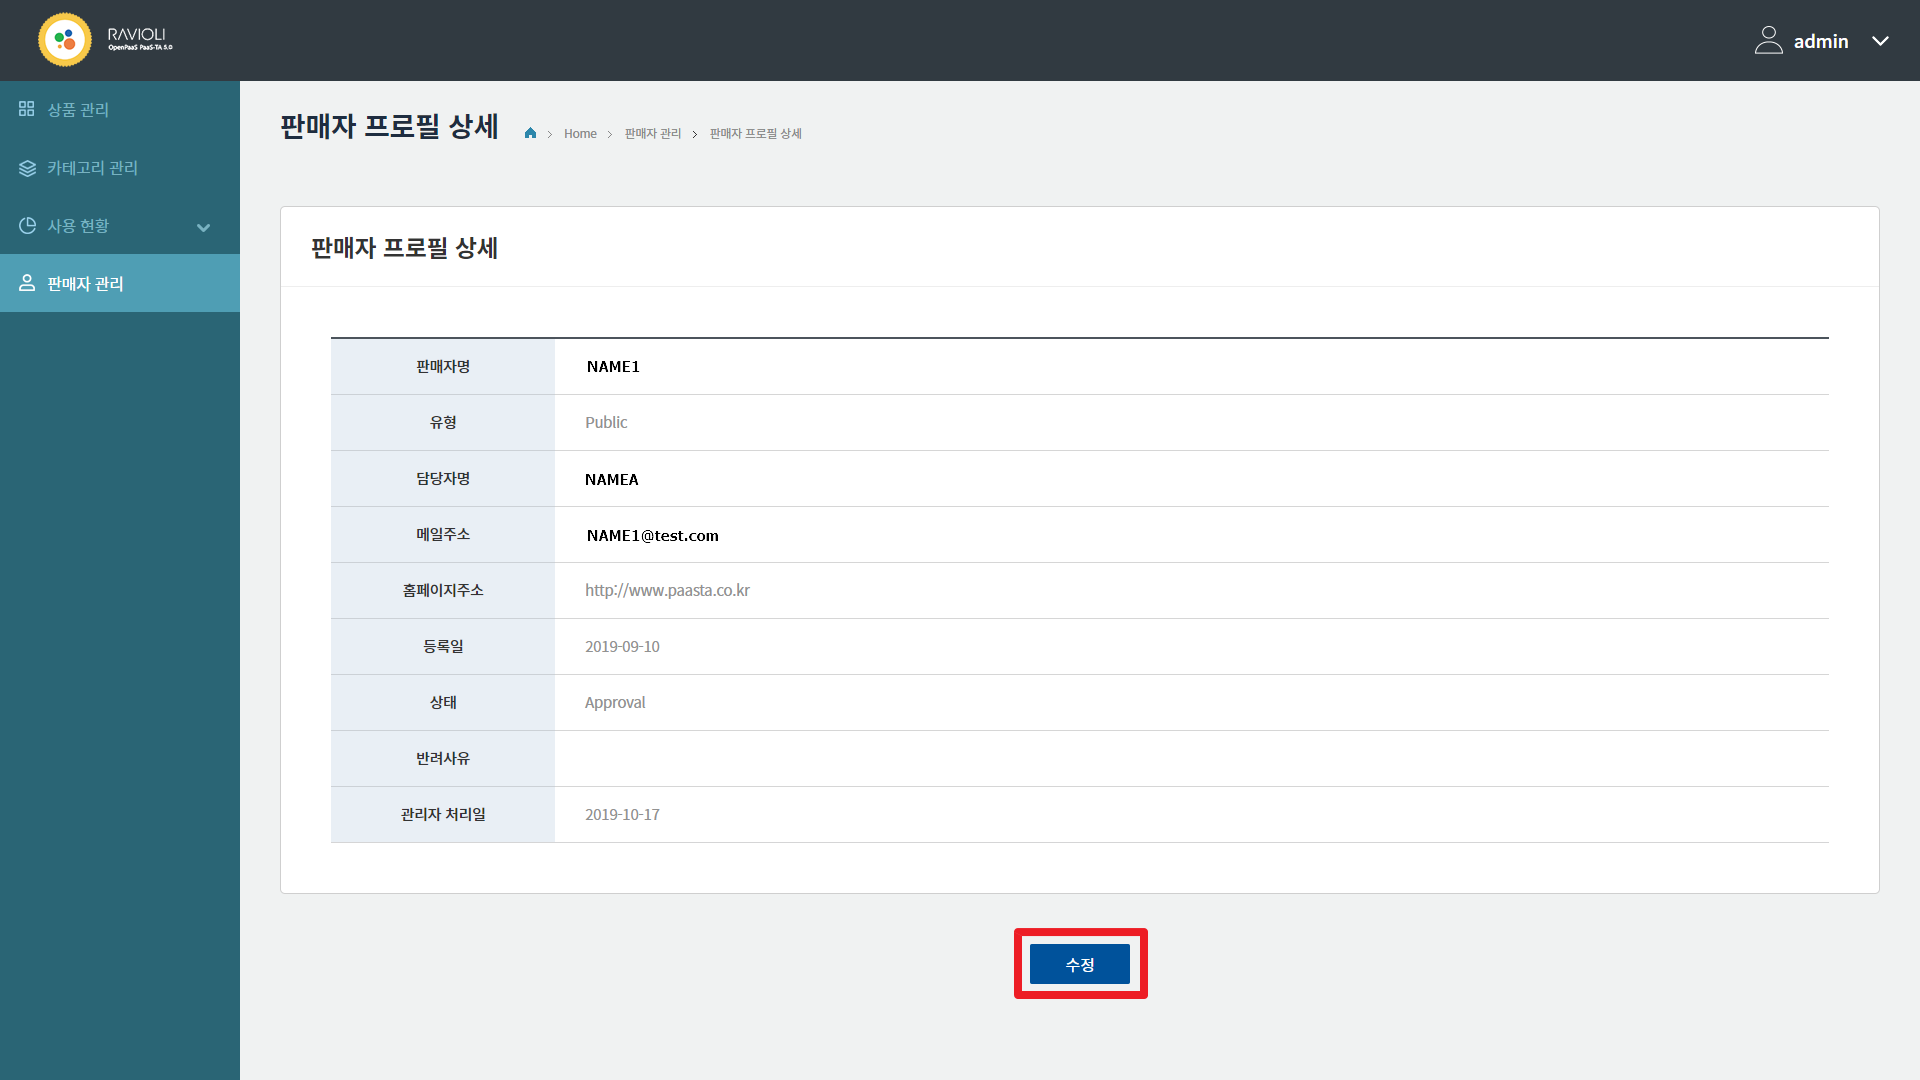 RAVIOLI
OpenPaaS PaaS-TA 5.0
admin
상품 관리
카테고리 관리
사용 현황
판매자 관리
판매자 프로필 상세
Home > 판매자 관리 > 판매자 프로필 상세
판매자 프로필 상세
판매자명 NAME1
유형 Public
담당자명 NAMEA
메일주소 NAME1@test.com
홈페이지주소 http://www.paasta.co.kr
등록일 2019-09-10
상태 Approval
반려사유
관리자 처리일 2019-10-17
수정